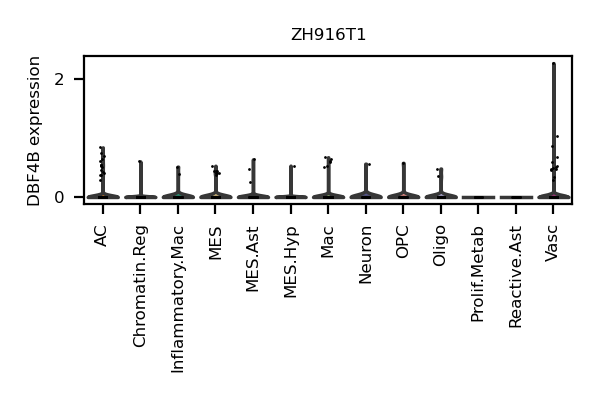 ZH916T1
DBF4B expression
2
0
AC
Chromatin.Reg
Inflammatory.Mac
MES
MES.Ast
MES.Hyp
Mac
Neuron
OPC
Oligo
Prolif.Metab
Reactive.Ast
Vasc